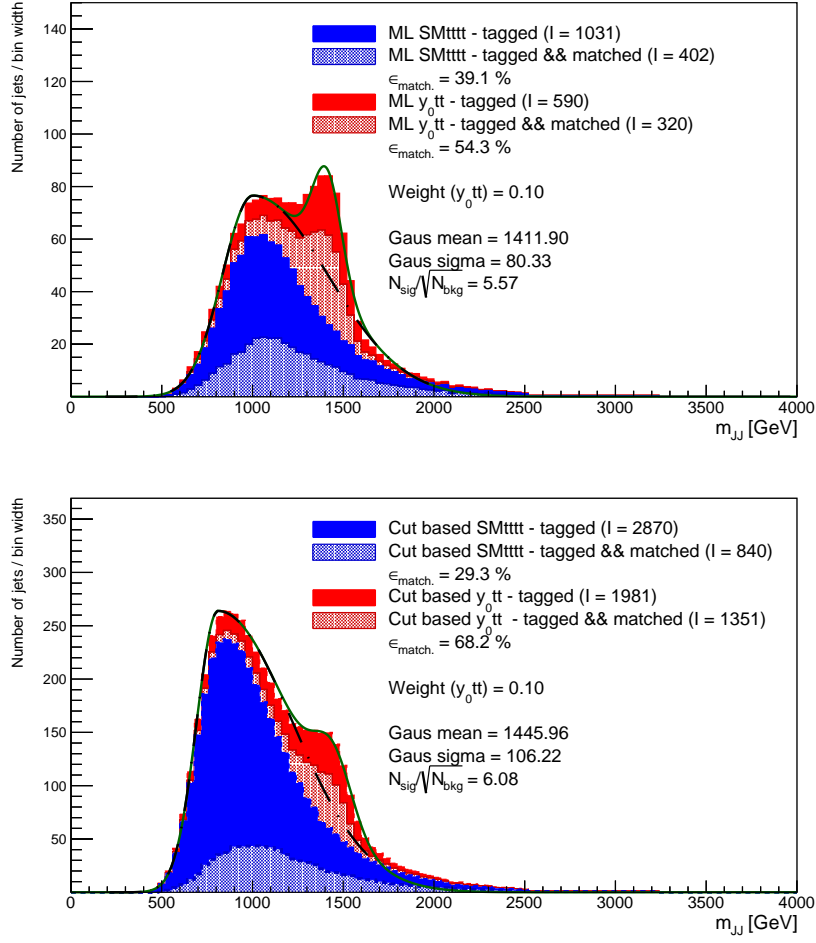 Number of jets / bin width
140
120
100
80
60
40
20
ML SMtttt - tagged (I = 1031)
ML SMtttt - tagged && matched (I = 402)
∈match. = 39.1 %
ML y0tt - tagged (I = 590)
ML y0tt - tagged && matched (I = 320)
∈match. = 54.3 %
Weight (y0tt) = 0.10
Gaus mean = 1411.90
Gaus sigma = 80.33
Nsig/√Nbkg = 5.57
0 500 1000 1500 2000 2500 3000 3500 4000
mJJ [GeV]
Number of jets / bin width
350
300
250
200
150
100
50
Cut based SMtttt - tagged (I = 2870)
Cut based SMtttt - tagged && matched (I = 840)
∈match. = 29.3 %
Cut based y0tt - tagged (I = 1981)
Cut based y0tt - tagged && matched (I = 1351)
∈match. = 68.2 %
Weight (y0tt) = 0.10
Gaus mean = 1445.96
Gaus sigma = 106.22
Nsig/√Nbkg = 6.08
0 500 1000 1500 2000 2500 3000 3500 4000
mJJ [GeV]